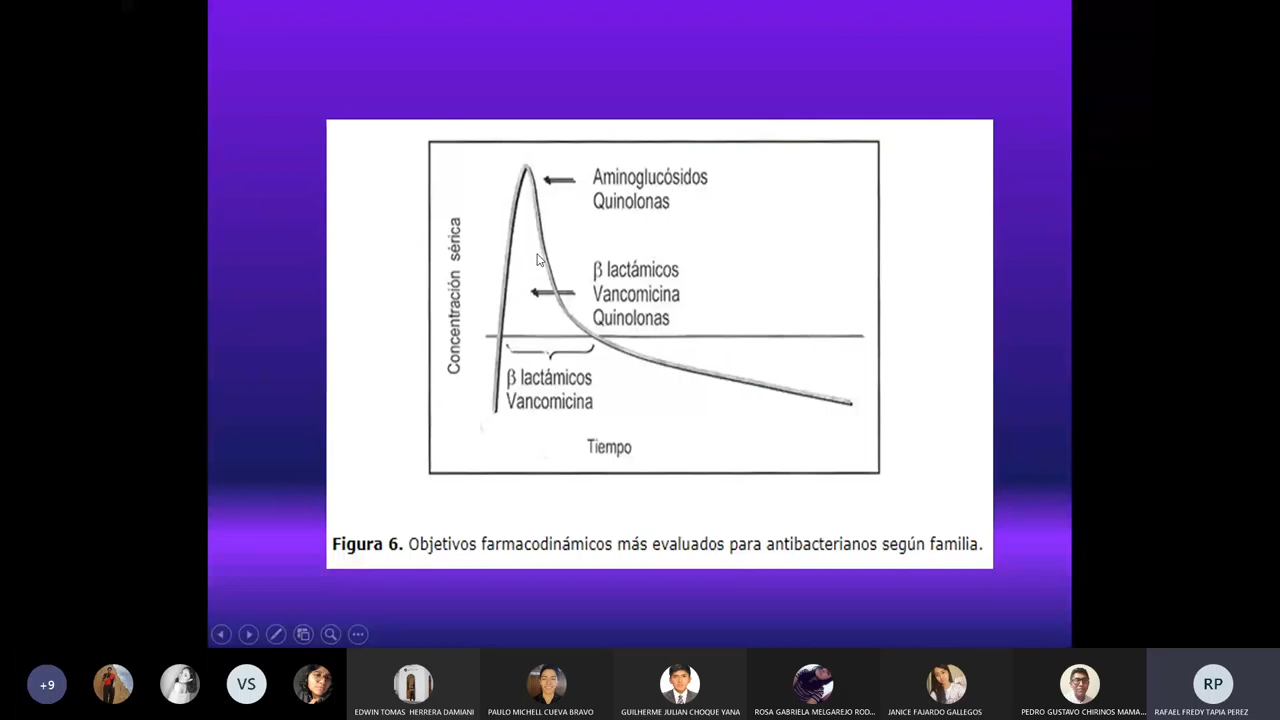 Concentración sérica
Aminoglucósidos
Quinolonas
β lactámicos
Vancomicina
Quinolonas
β lactámicos
Vancomicina
Tiempo
Figura 6. Objetivos farmacodinámicos más evaluados para antibacterianos según familia.
+9
VS
EDWIN TOMAS HERRERA DAMIANI
PAULO MICHELL CUEVA BRAVO
GUILHERME JULIAN CHOQUE YANA
ROSA GABRIELA MELGAREJO ROD...
JANICE FAJARDO GALLEGOS
PEDRO GUSTAVO CHIRINOS MAMA...
RP
RAFAEL FREDY TAPIA PEREZ